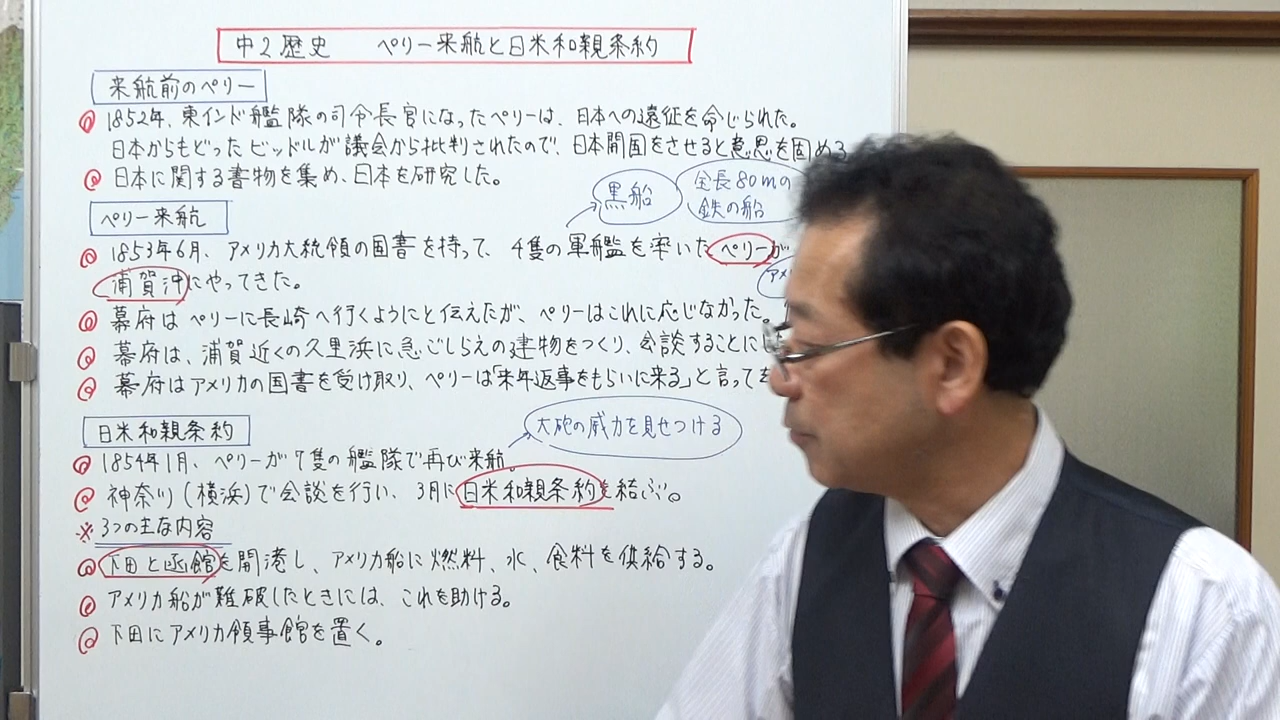 中2歴史 ペリー来航と日米和親条約
来航前のペリー
1852年、東インド艦隊の司令長官になったペリーは、日本への遠征を命じられた。
日本からもどったビッドルが議会から批判されたので、日本開国をさせると意思を固める
日本に関する書物を集め、日本を研究した。
黒船
全長80mの
鉄の船
ペリー来航
1853年6月、アメリカ大統領の国書を持って、4隻の軍艦を率いたペリーが
浦賀沖にやってきた。
アメ
幕府はペリーに長崎へ行くようにと伝えたが、ペリーはこれに応じなかった。
幕府は、浦賀近くの久里浜に急ごしらえの建物をつくり、会談することにし
幕府はアメリカの国書を受け取り、ペリーは「来年返事をもらいに来る」と言って
大砲の威力を見せつける
日米和親条約
1854年1月、ペリーが7隻の艦隊で再び来航。
神奈川(横浜)で会談を行い、3月に日米和親条約を結ぶ。
※3つの主な内容
下田と函館を開港し、アメリカ船に燃料、水、食料を供給する。
アメリカ船が難破したときには、これを助ける。
下田にアメリカ領事館を置く。